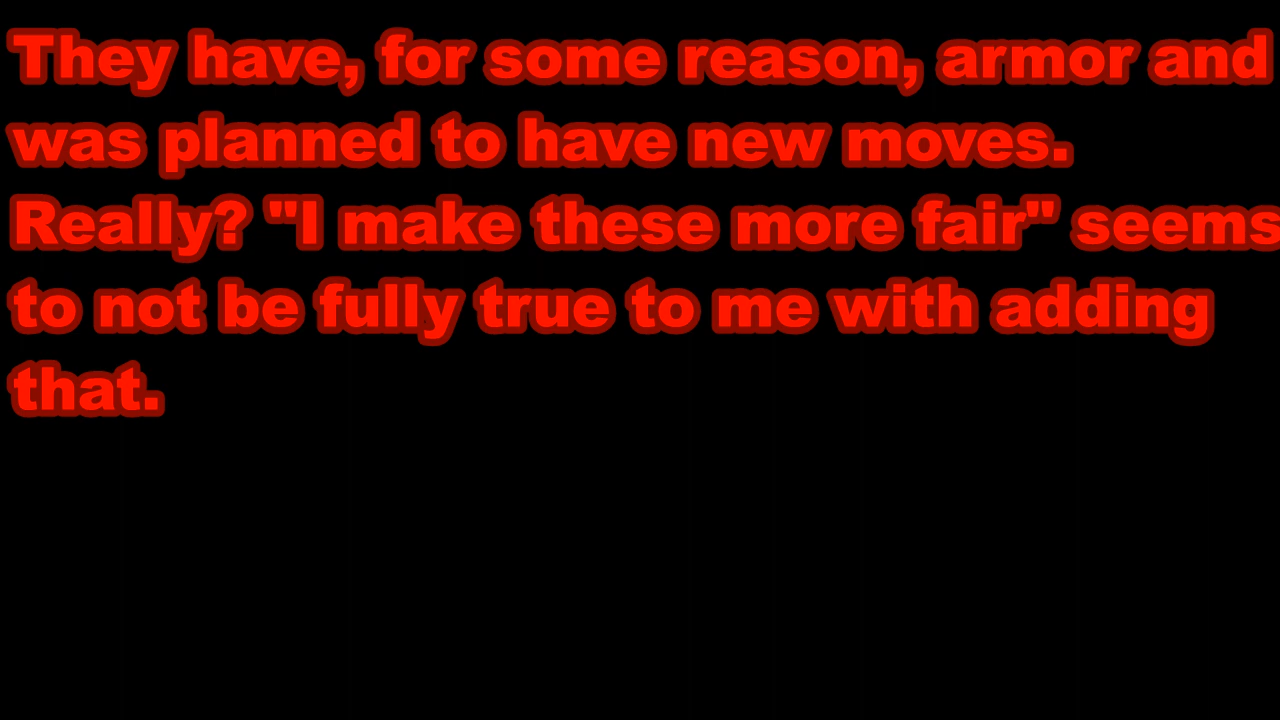 They have, for some reason, armor and
was planned to have new moves.
Really? "I make these more fair" seems
to not be fully true to me with adding
that.